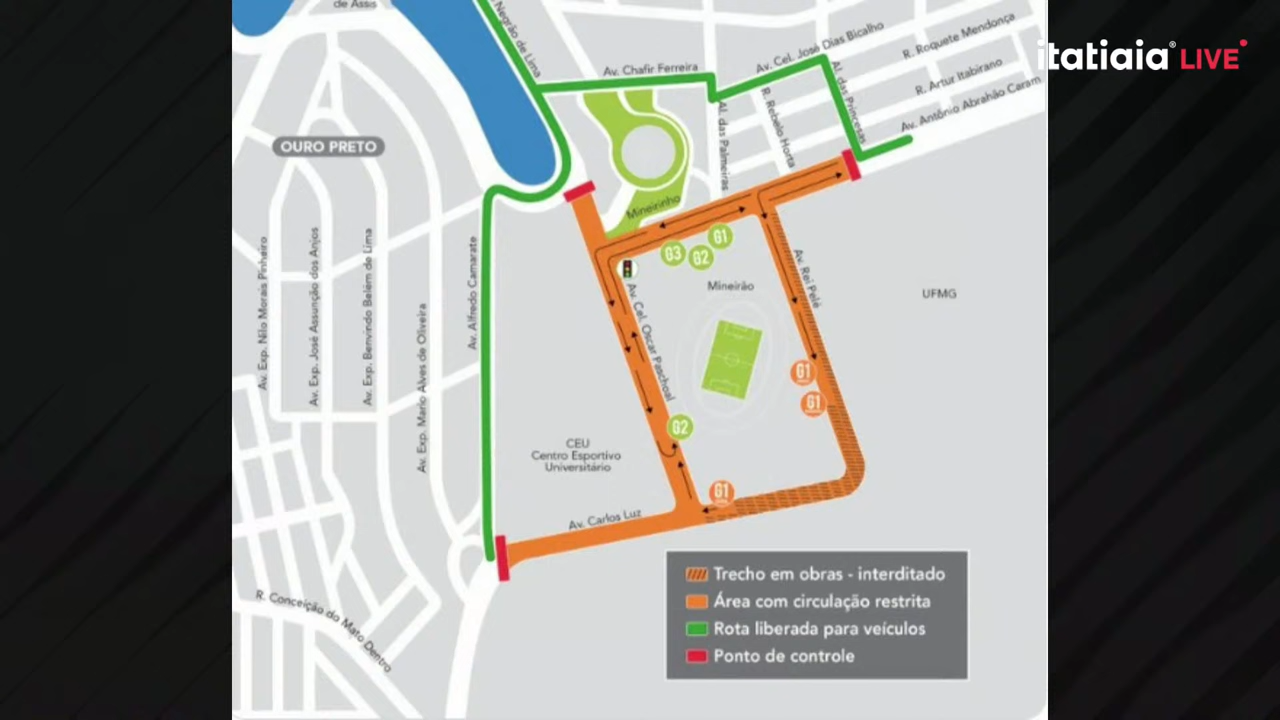 de Assis
itatiaia LIVE
Negrão de Lima
Av. Chafir Ferreira
Av. Cel. José Dias Bicalho
R. Roquete Mendonça
R. Artur Itabirano
Av. Antônio Abrahão Caram
Al. das Princesas
R. Rebelo Horta
Al. das Palmeiras
OURO PRETO
Mineirinho
G1
G3
G2
Mineirão
Av. Rei Pelé
UFMG
Av. Exp. Nilo Morais Pinheiro
Av. Exp. José Assunção dos Anjos
Av. Exp. Benvindo Belém de Lima
Av. Exp. Mario Alves de Oliveira
Av. Alfredo Camarate
Av. Cel. Oscar Paschoal
G1
G1
G2
CEU
Centro Esportivo
Universitário
G1
Av. Carlos Luz
R. Conceição do Mato Dentro
Trecho em obras - interditado
Área com circulação restrita
Rota liberada para veículos
Ponto de controle